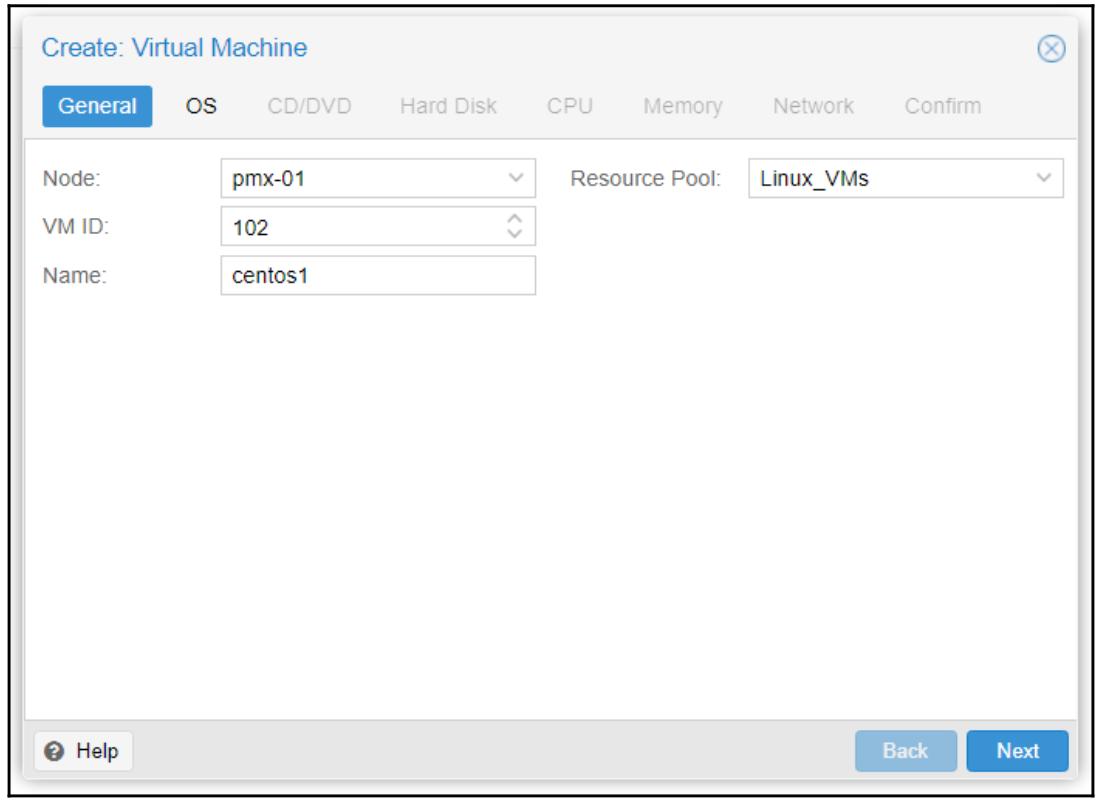 Create: Virtual Machine
General OS CD/DVD Hard Disk CPU Memory Network Confirm
Node: pmx-01 Resource Pool: Linux_VMs
VM ID: 102
Name: centos1
Help Back Next